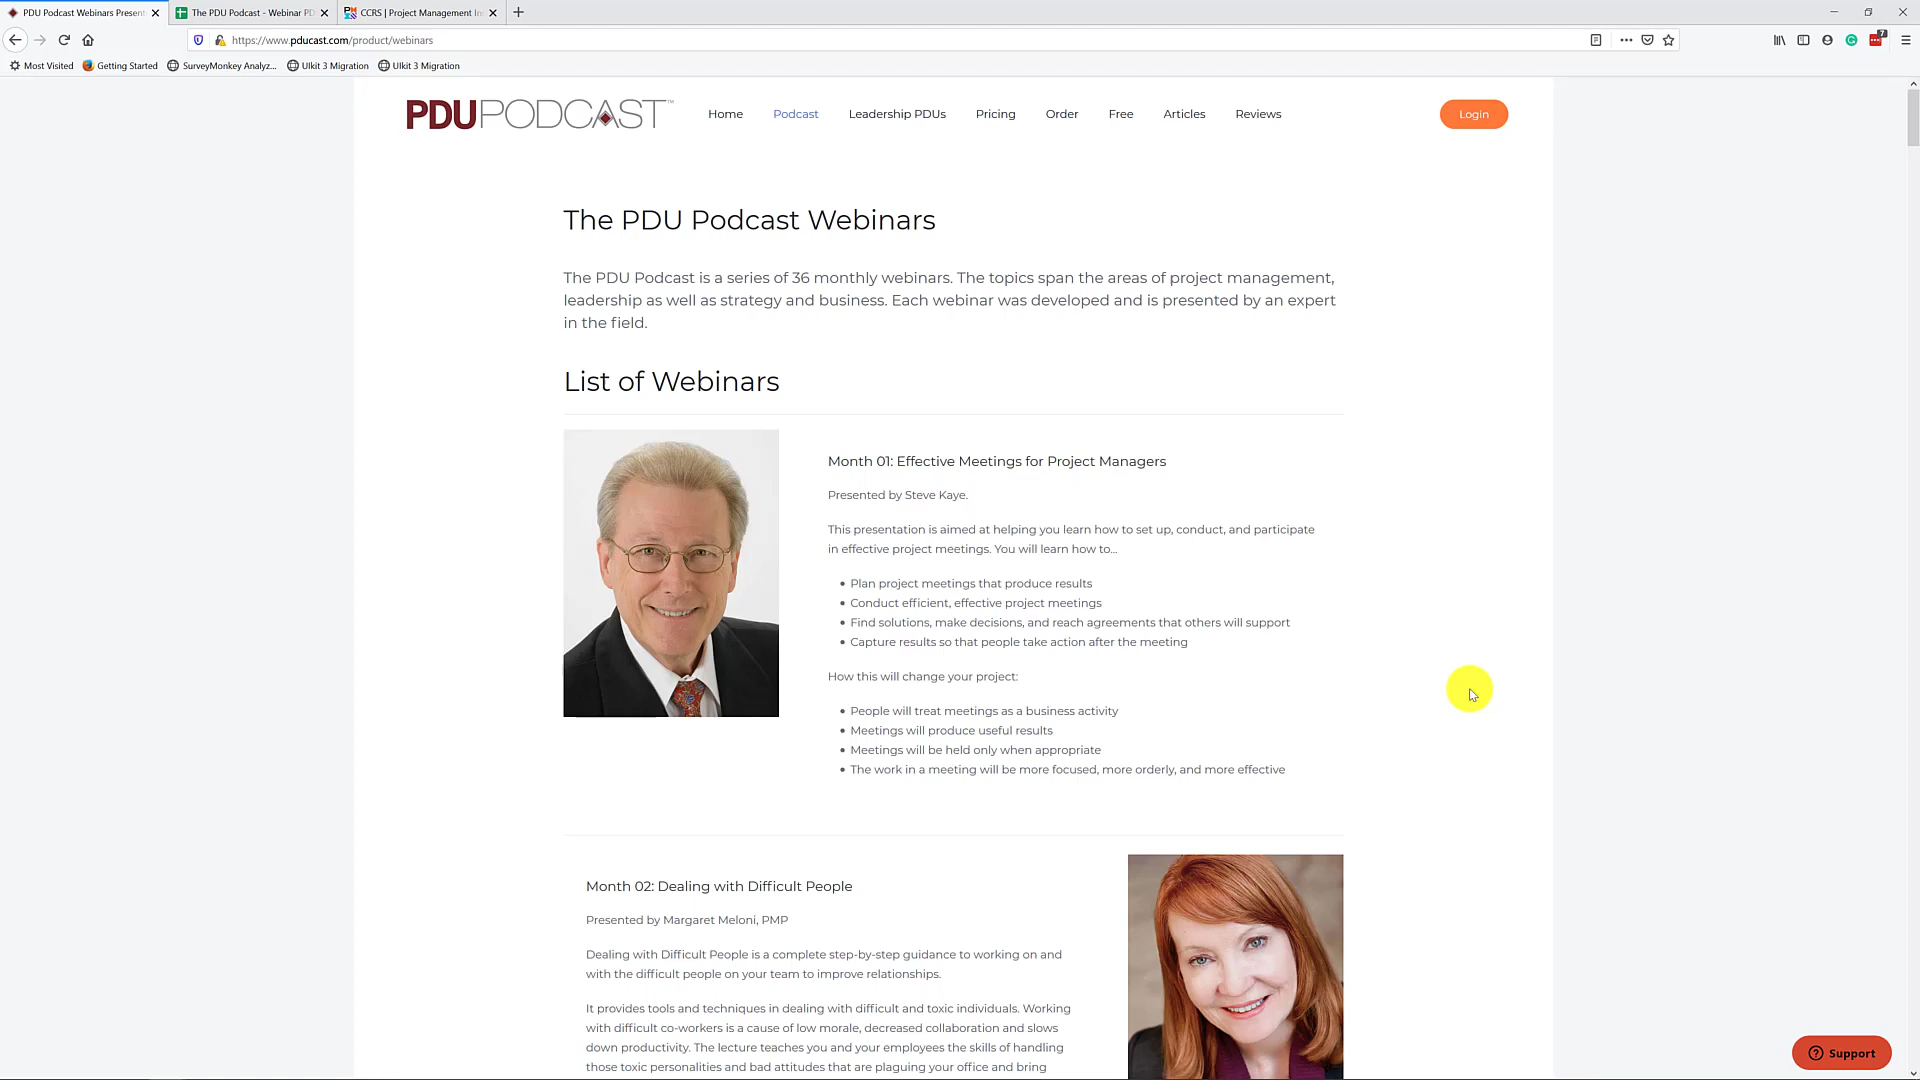 PDU Podcast Webinars Present
The PDU Podcast - Webinar PD
CCRS | Project Management In
https://www.pducast.com/product/webinars
7
Most Visited
Getting Started
SurveyMonkey Analyz...
UIkit 3 Migration
UIkit 3 Migration
PDUPODCAST™
Home
Podcast
Leadership PDUs
Pricing
Order
Free
Articles
Reviews
Login
The PDU Podcast Webinars
The PDU Podcast is a series of 36 monthly webinars. The topics span the areas of project management,
leadership as well as strategy and business. Each webinar was developed and is presented by an expert
in the field.
List of Webinars
Month 01: Effective Meetings for Project Managers
Presented by Steve Kaye.
This presentation is aimed at helping you learn how to set up, conduct, and participate
in effective project meetings. You will learn how to...
• Plan project meetings that produce results
• Conduct efficient, effective project meetings
• Find solutions, make decisions, and reach agreements that others will support
• Capture results so that people take action after the meeting
How this will change your project:
• People will treat meetings as a business activity
• Meetings will produce useful results
• Meetings will be held only when appropriate
• The work in a meeting will be more focused, more orderly, and more effective
Month 02: Dealing with Difficult People
Presented by Margaret Meloni, PMP
Dealing with Difficult People is a complete step-by-step guidance to working on and
with the difficult people on your team to improve relationships.
It provides tools and techniques in dealing with difficult and toxic individuals. Working
with difficult co-workers is a cause of low morale, decreased collaboration and slows
down productivity. The lecture teaches you and your employees the skills of handling
those toxic personalities and bad attitudes that are plaguing your office and bring
Support